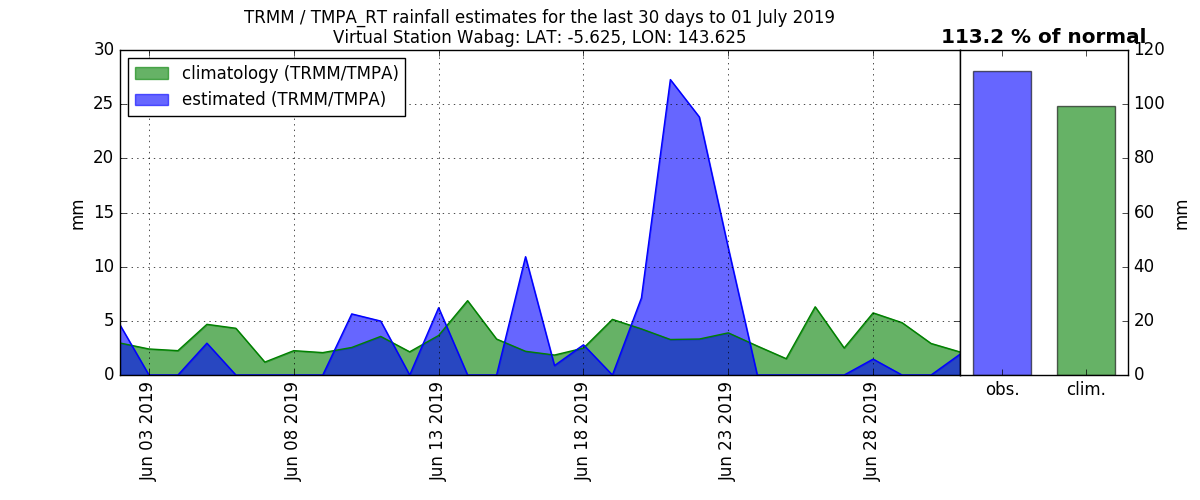 TRMM / TMPA_RT rainfall estimates for the last 30 days to 01 July 2019
Virtual Station Wabag: LAT: -5.625, LON: 143.625
113.2 % of normal
climatology (TRMM/TMPA)
estimated (TRMM/TMPA)
30
25
20
15
10
5
0
mm
120
100
80
60
40
20
0
mm
Jun 03 2019
Jun 08 2019
Jun 13 2019
Jun 18 2019
Jun 23 2019
Jun 28 2019
obs.
clim.